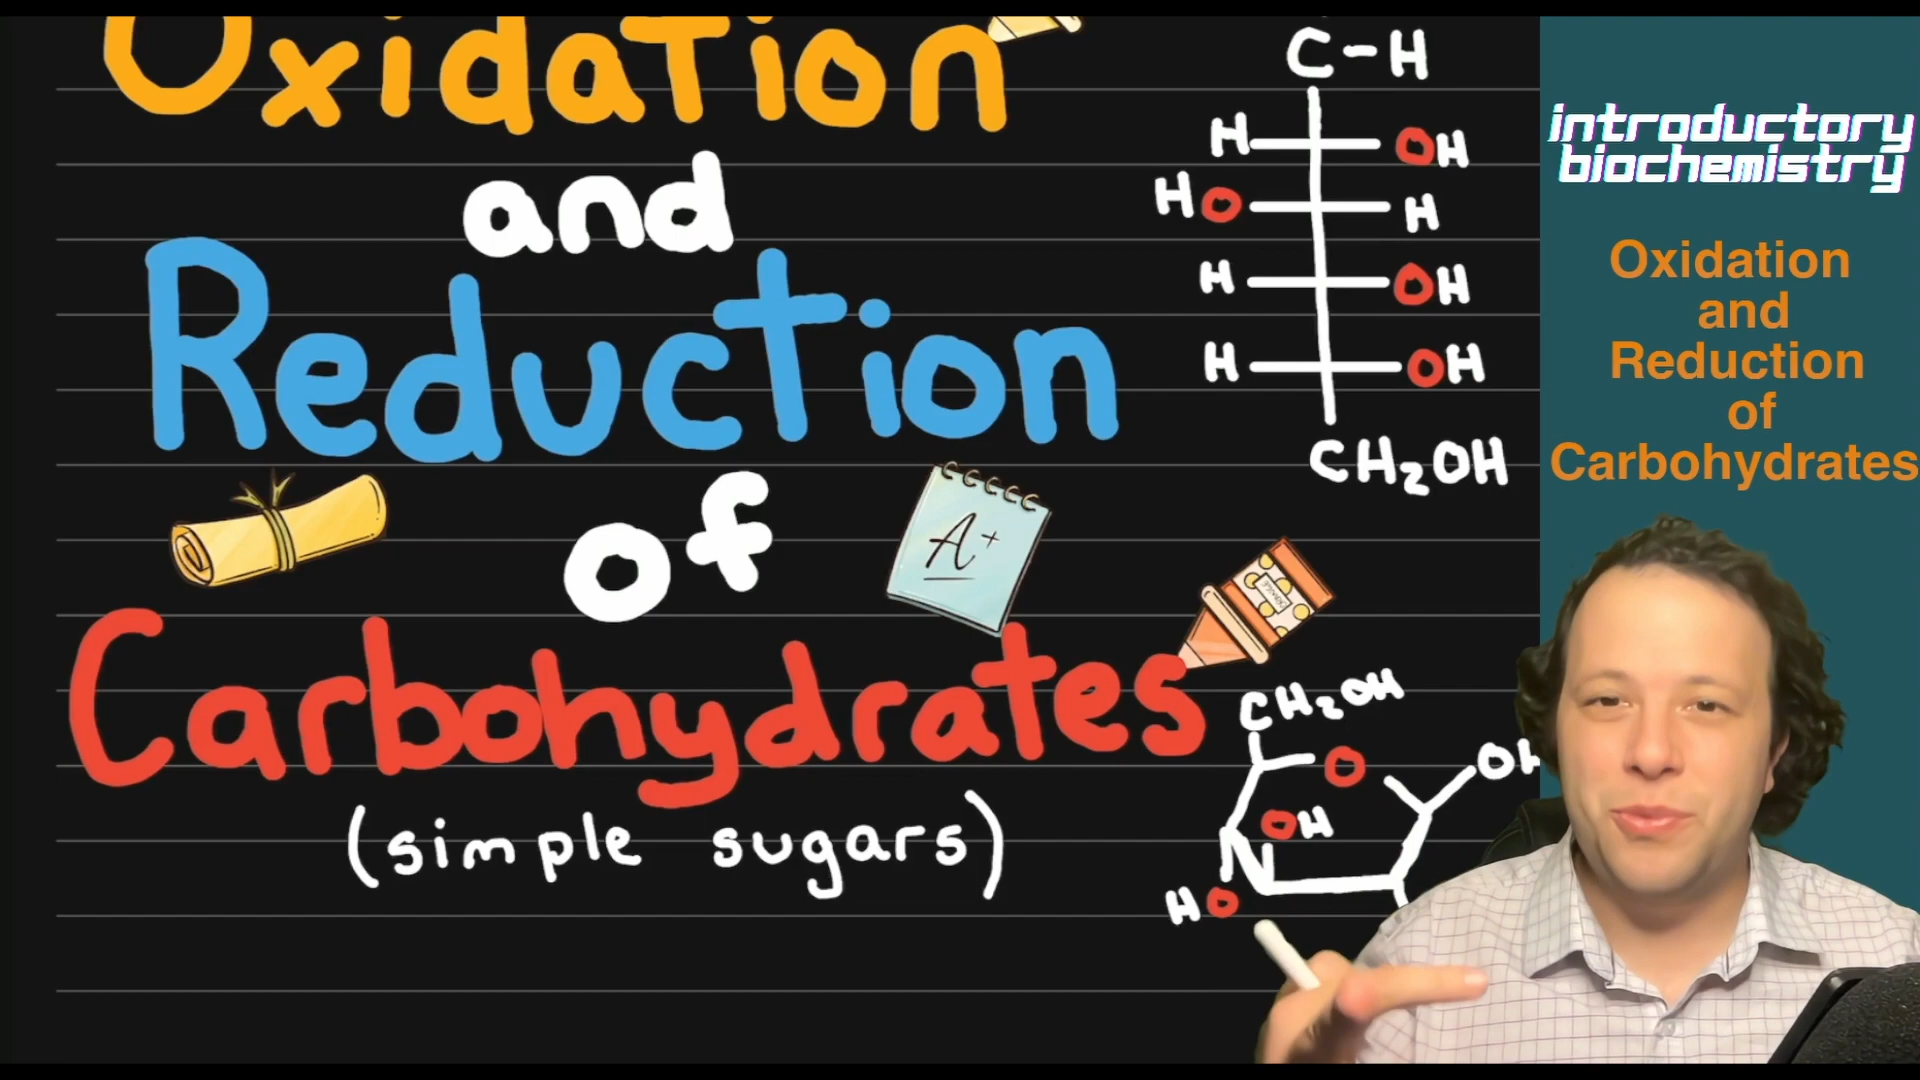 Oxidation
and
Reduction
of
Carbohydrates
(simple sugars)
C-H
H OH
HO H
H OH
H OH
CH₂OH
A+
CH₂OH
O OH
OH
HO
introductory
biochemistry
Oxidation
and
Reduction
of
Carbohydrates